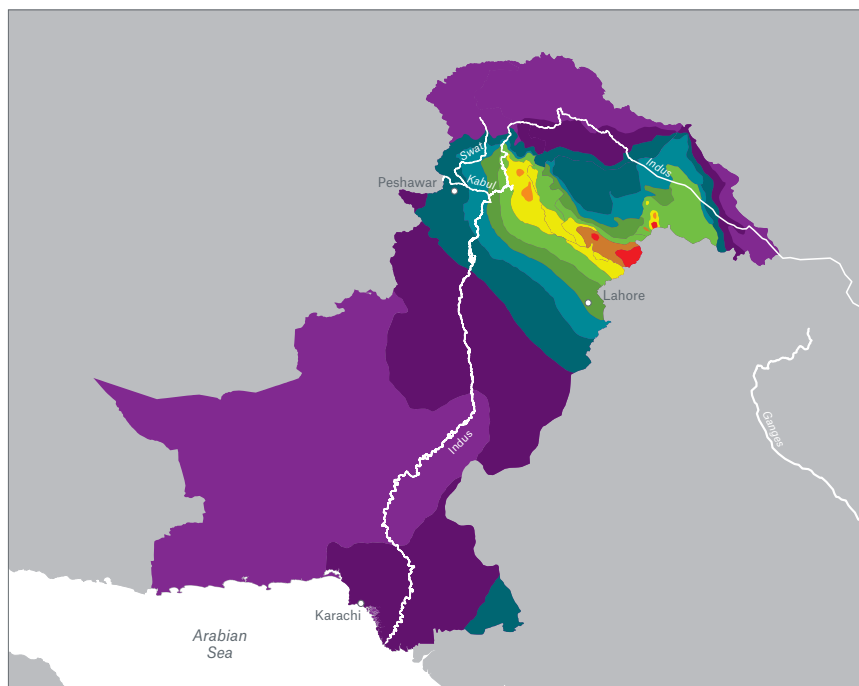 Swat
Indus
Peshawar
Kabul
Lahore
Ganges
Indus
Karachi
Arabian
Sea